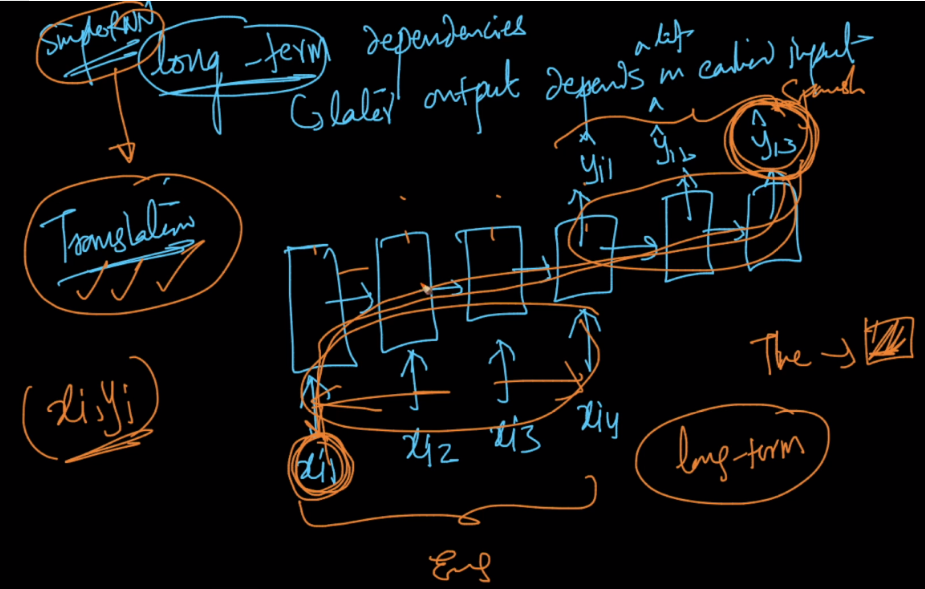 SimpleRNN
long-term dependencies
↳ later output depends on a lot
earlier input
Spanish
ŷi1 ŷi2 ŷi3
Translation
✓ ✓ ✓
The →
(xi, yi)
xi1 xi2 xi3 xi4
long-term
Eng